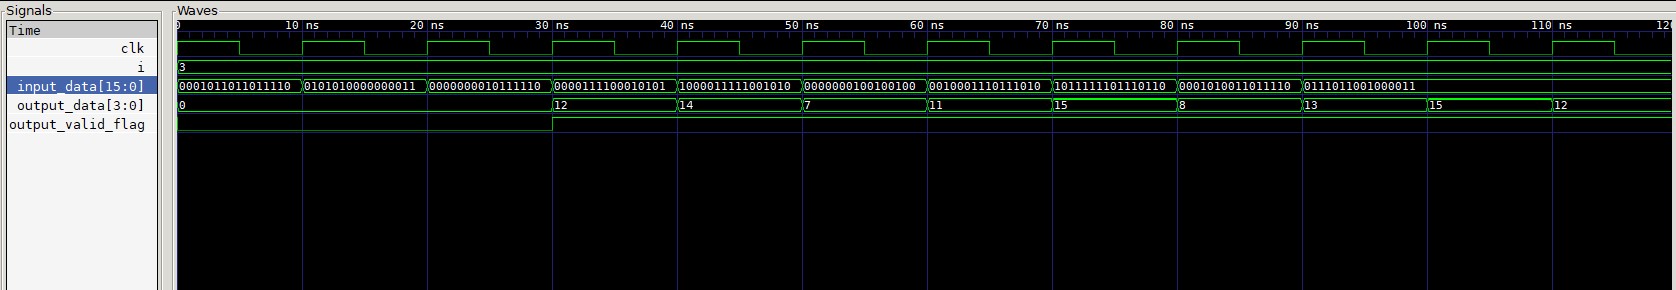 Signals
Waves
Time
0 10 ns 20 ns 30 ns 40 ns 50 ns 60 ns 70 ns 80 ns 90 ns 100 ns 110 ns 120
clk
i 3
input_data[15:0] 0001011011011110 0101010000000011 0000000010111110 0000111100010101 1000011111001010 0000000100100100 0010001110111010 1011111101110110 0001010011011110 0111011001000011
output_data[3:0] 0 12 14 7 11 15 8 13 15 12
output_valid_flag